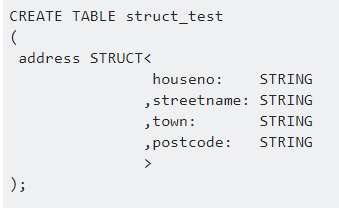 CREATE TABLE struct_test
(
 address STRUCT<
                houseno:    STRING
               ,streetname: STRING
               ,town:       STRING
               ,postcode:   STRING
               >
);